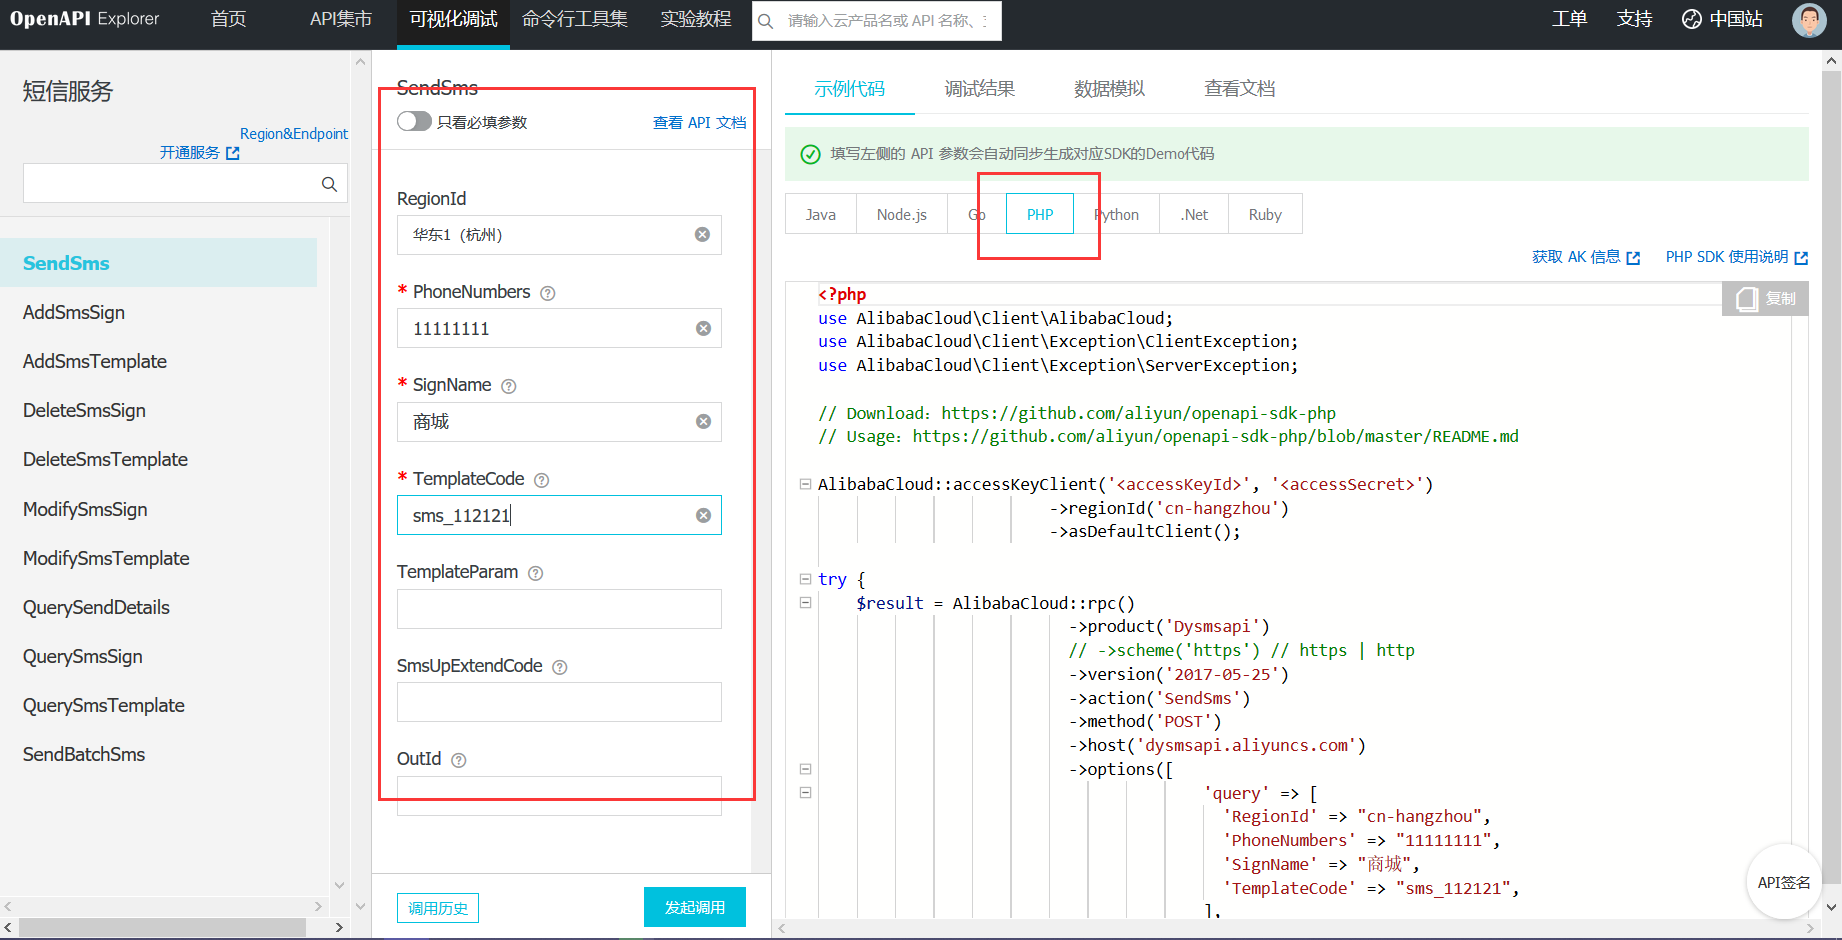 OpenAPI Explorer 首页 API集市 可视化调试 命令行工具集 实验教程 请输入云产品名或 API 名称、 工单 支持 中国站
短信服务
Region&Endpoint
开通服务
SendSms
AddSmsSign
AddSmsTemplate
DeleteSmsSign
DeleteSmsTemplate
ModifySmsSign
ModifySmsTemplate
QuerySendDetails
QuerySmsSign
QuerySmsTemplate
SendBatchSms
SendSms
只看必填参数 查看 API 文档
RegionId
华东1（杭州）
* PhoneNumbers
11111111
* SignName
商城
* TemplateCode
sms_112121
TemplateParam
SmsUpExtendCode
OutId
调用历史 发起调用
示例代码 调试结果 数据模拟 查看文档
填写左侧的 API 参数会自动同步生成对应SDK的Demo代码
Java Node.js Go PHP Python .Net Ruby
获取 AK 信息 PHP SDK 使用说明
复制
<?php
use AlibabaCloud\Client\AlibabaCloud;
use AlibabaCloud\Client\Exception\ClientException;
use AlibabaCloud\Client\Exception\ServerException;
// Download：https://github.com/aliyun/openapi-sdk-php
// Usage：https://github.com/aliyun/openapi-sdk-php/blob/master/README.md
AlibabaCloud::accessKeyClient('<accessKeyId>', '<accessSecret>')
->regionId('cn-hangzhou')
->asDefaultClient();
try {
$result = AlibabaCloud::rpc()
->product('Dysmsapi')
// ->scheme('https') // https | http
->version('2017-05-25')
->action('SendSms')
->method('POST')
->host('dysmsapi.aliyuncs.com')
->options([
'query' => [
'RegionId' => "cn-hangzhou",
'PhoneNumbers' => "11111111",
'SignName' => "商城",
'TemplateCode' => "sms_112121",
],
API签名